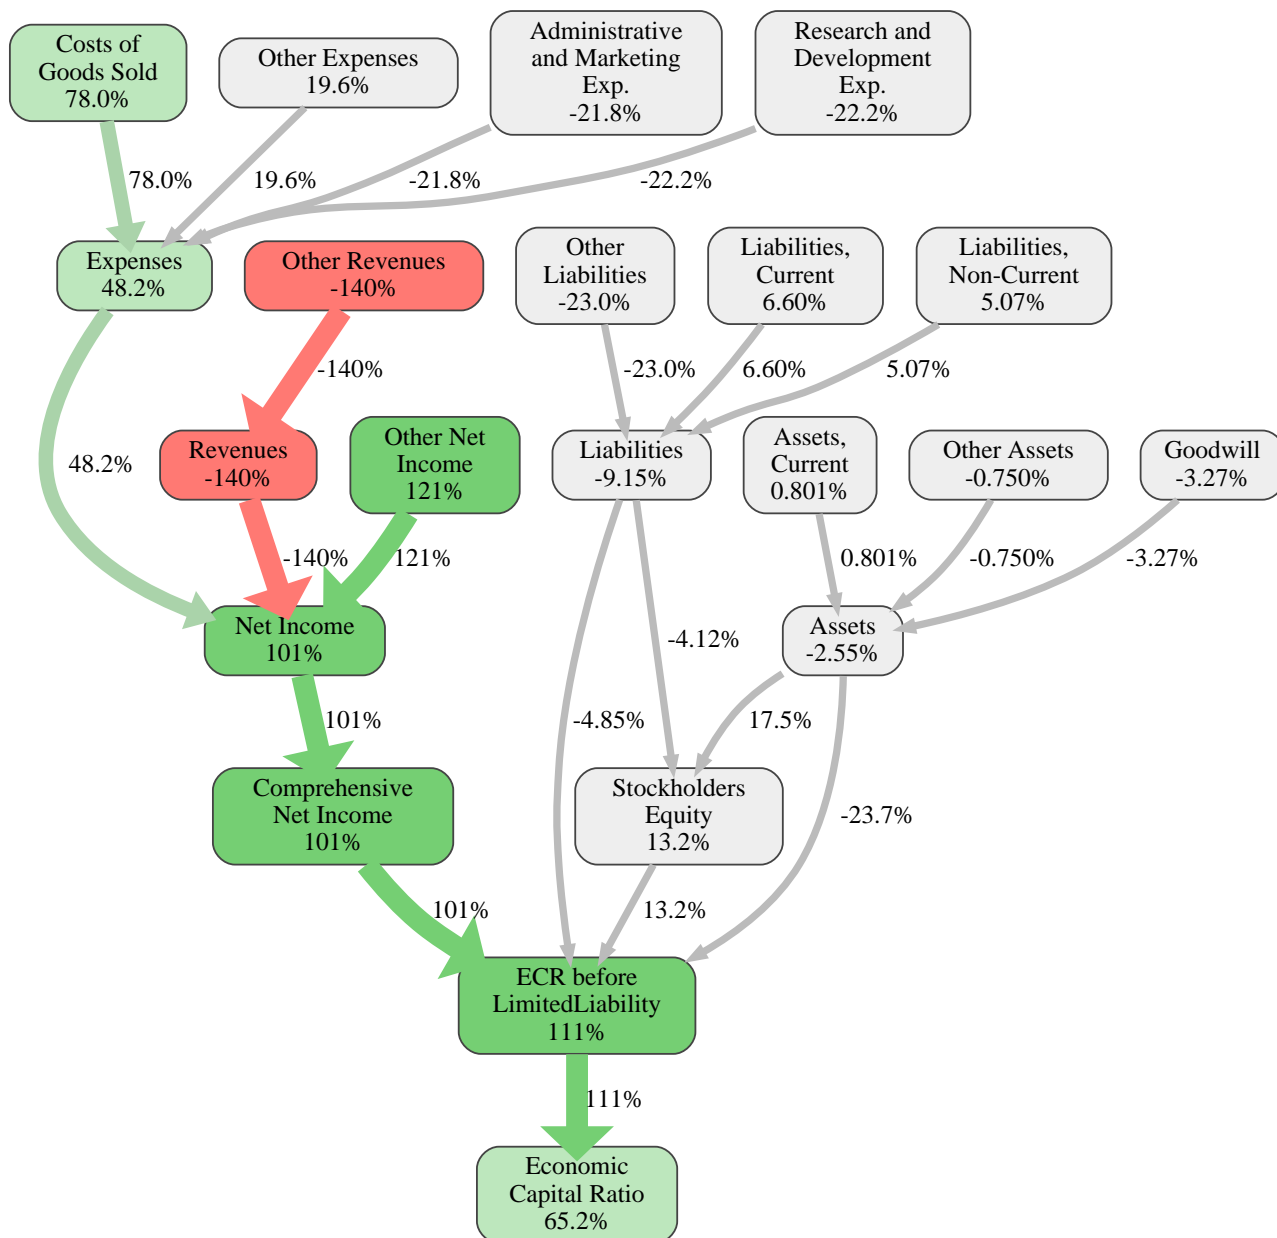 Costs of
Goods Sold
78.0%
Other Expenses
19.6%
Administrative
and Marketing
Exp.
-21.8%
Research and
Development
Exp.
-22.2%
78.0%
19.6%
-21.8%
-22.2%
Expenses
48.2%
Other Revenues
-140%
Other
Liabilities
-23.0%
Liabilities,
Current
6.60%
Liabilities,
Non-Current
5.07%
-140%
-23.0%
6.60%
5.07%
48.2%
Revenues
-140%
Other Net
Income
121%
Liabilities
-9.15%
Assets,
Current
0.801%
Other Assets
-0.750%
Goodwill
-3.27%
-140%
121%
0.801%
-0.750%
-3.27%
Net Income
101%
-4.12%
Assets
-2.55%
101%
-4.85%
17.5%
Comprehensive
Net Income
101%
Stockholders
Equity
13.2%
-23.7%
101%
13.2%
ECR before
LimitedLiability
111%
111%
Economic
Capital Ratio
65.2%